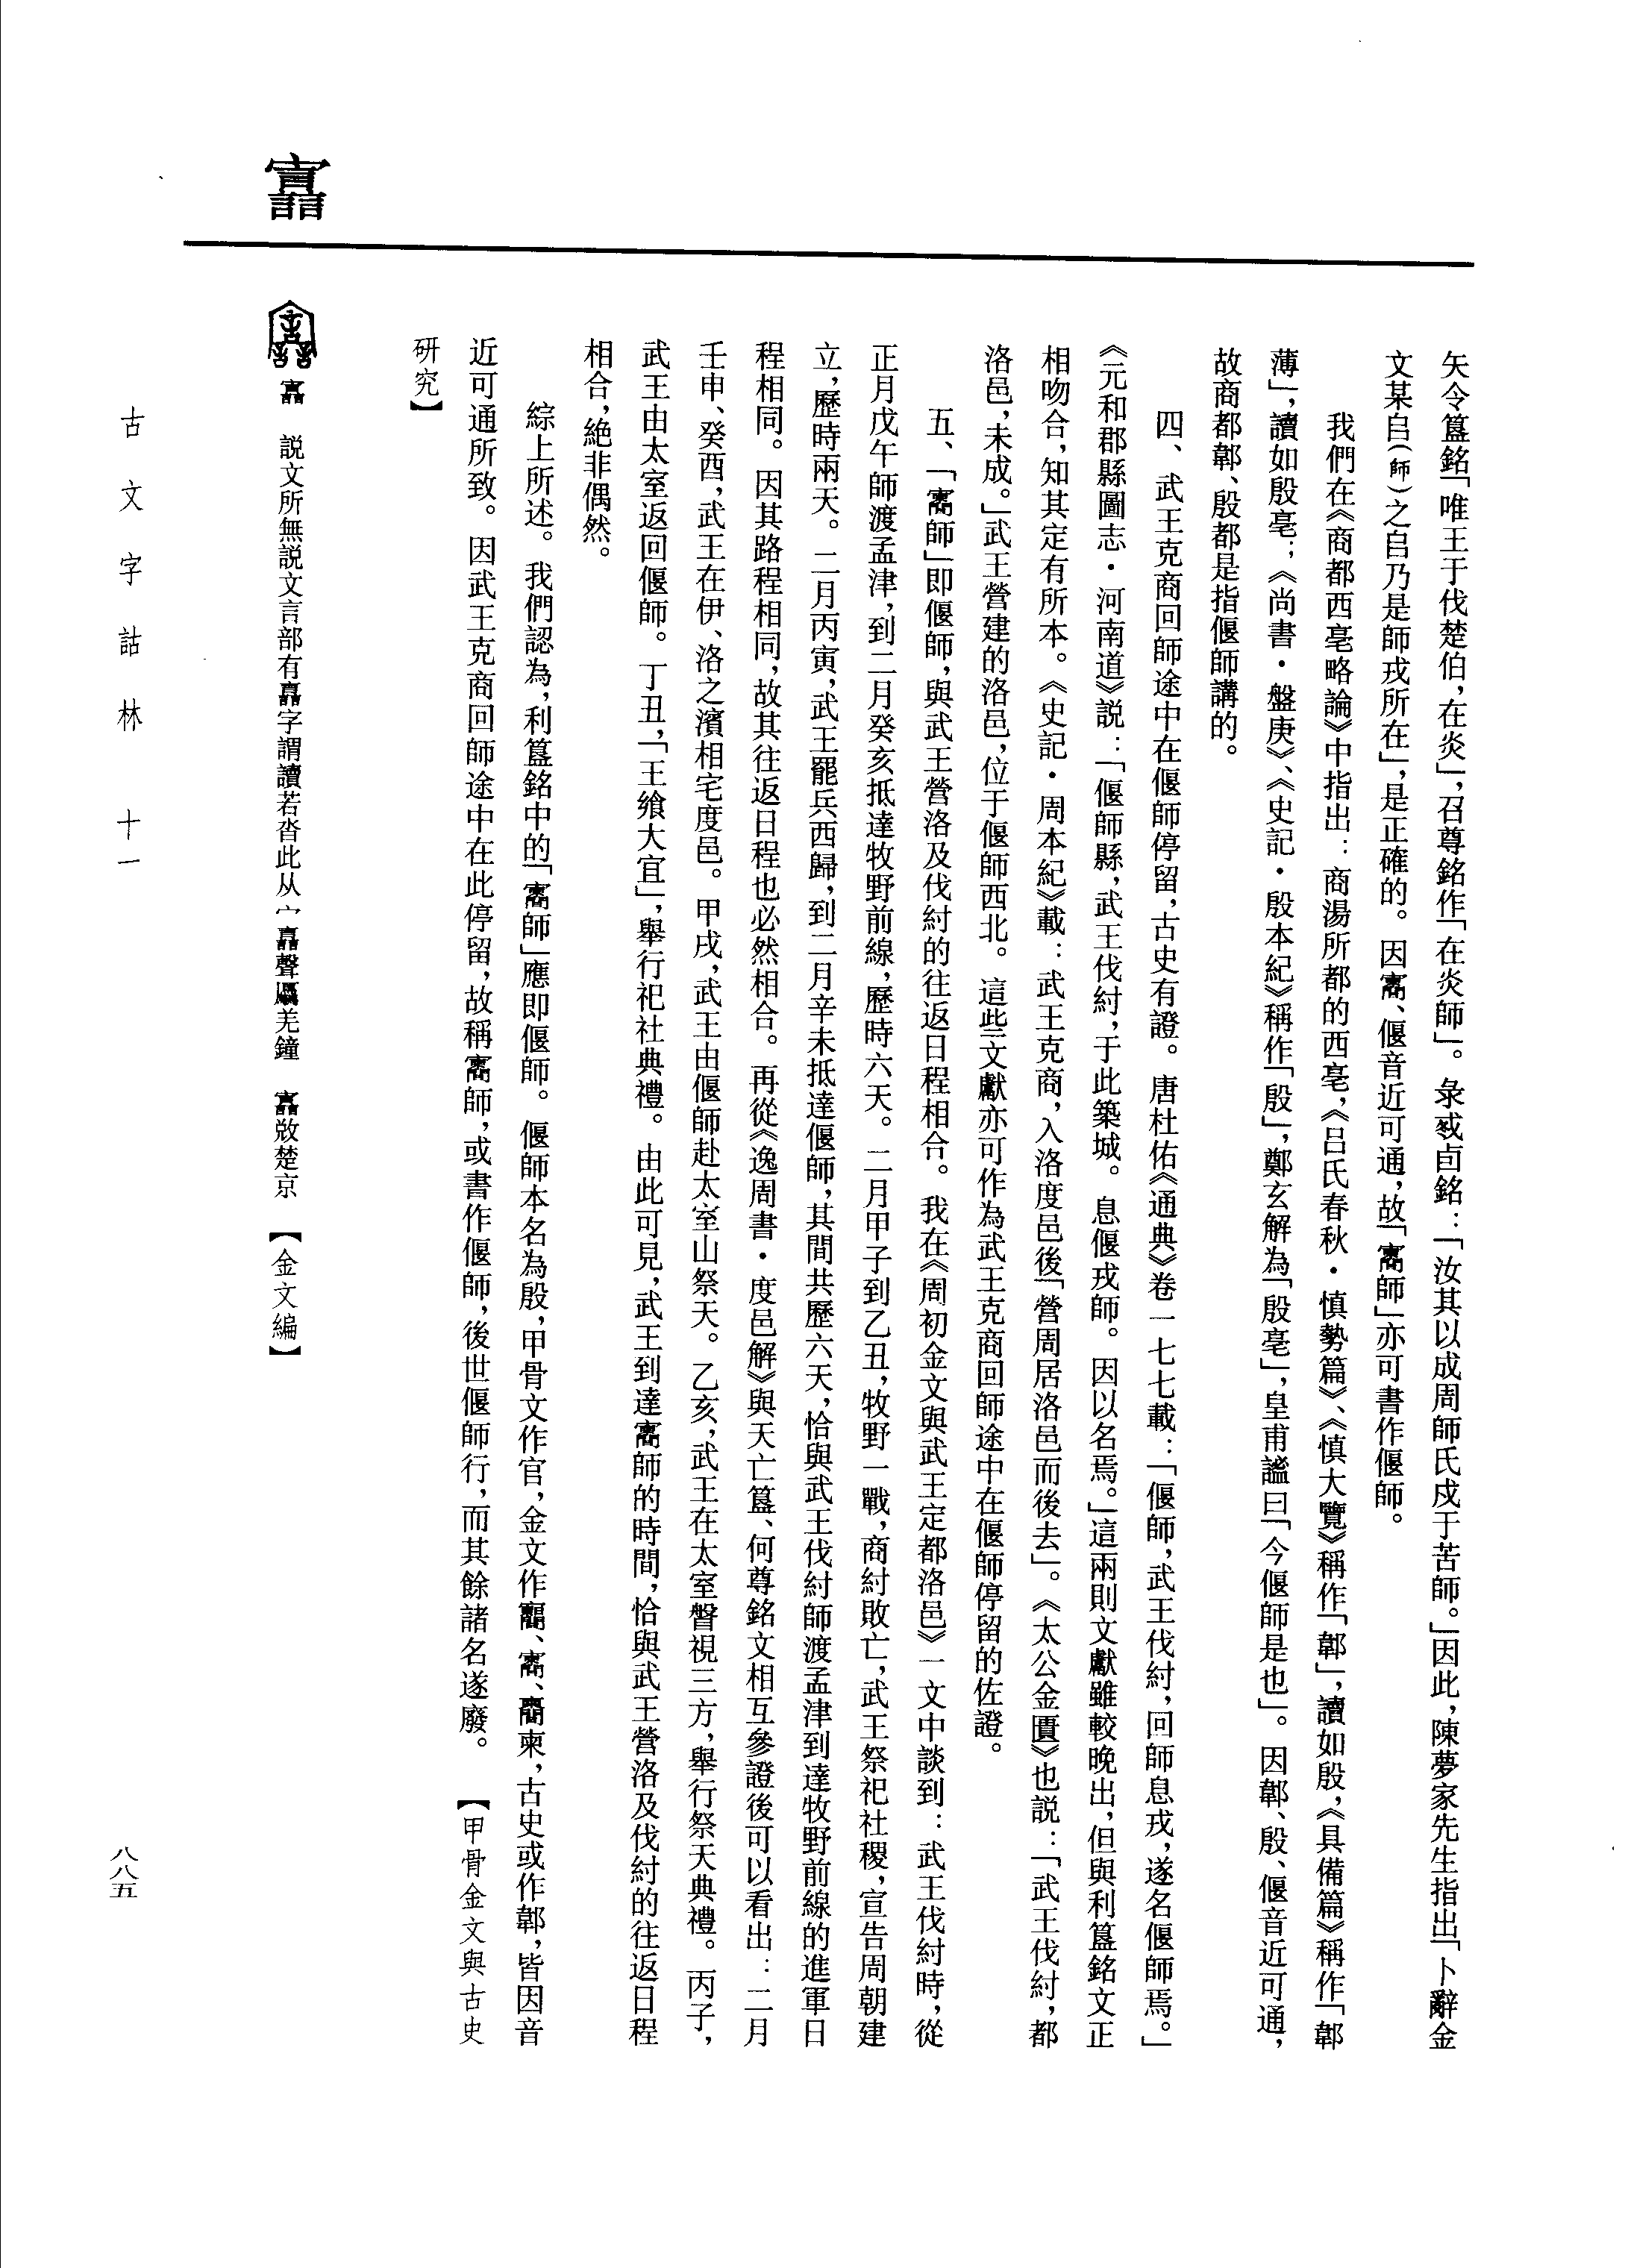 矢令簋銘「唯王于伐楚伯，在炎」，召尊銘作「在炎師」。彔㦰卣銘：「汝其以成周師氏戍于苦師。」因此，陳夢家先生指出「卜辭金
文某𠂤（師）之𠂤乃是師戎所在」，是正確的。因𩫖、偃音近可通，故「師」亦可書作偃師。
我們在《商都西亳略論》中指出：商湯所都的西亳，《呂氏春秋·慎勢篇》、《慎大覽》稱作「鄣」，讀如殷，《具備篇》稱作「鄣
薄」，讀如殷亳；《尚書·盤庚》、《史記·殷本紀》稱作「殷」，鄭玄解為「殷亳」，皇甫謐曰「今偃師是也」。因鄣、殷、偃音近可通，
故商都鄣、殷都是指偃師講的。
四、武王克商回師途中在偃師停留，古史有證。唐杜佑《通典》卷一七七載：「偃師，武王伐紂，回師息戎，遂名偃師焉。」
《元和郡縣圖志·河南道》説：「偃師縣，武王伐紂，于此築城。息偃戎師。因以名焉。」這兩則文獻雖較晚出，但與利簋銘文正
相吻合，知其定有所本。《史記·周本紀》載：武王克商，入洛度邑後「營周居洛邑而後去」。《太公金匱》也説：「武王伐紂，都
洛邑，未成。」武王營建的洛邑，位于偃師西北。這些文獻亦可作為武王克商回師途中在偃師停留的佐證。
五、「師」即偃師，與武王營洛及伐紂的往返日程相合。我在《周初金文與武王定都洛邑》一文中談到：武王伐紂時，從
正月戊午師渡孟津，到二月癸亥抵達牧野前線，歷時六天。二月甲子到乙丑，牧野一戰，商紂敗亡，武王祭祀社稷，宣告周朝建
立，歷時兩天。二月丙寅，武王罷兵西歸，到二月辛未抵達偃師，其間共歷六天，恰與武王伐紂師渡孟津到達牧野前線的進軍日
程相同。因其路程相同，故其往返日程也必然相合。再從《逸周書·度邑解》與天亡簋、何尊銘文相互參證後可以看出：二月
壬申、癸酉，武王在伊、洛之濱相宅度邑。甲戌，武王由偃師赴太室山祭天。乙亥，武王在太室䀎視三方，舉行祭天典禮。丙子，
武王由太室返回偃師。丁丑，「王飨大宜」，舉行祀社典禮。由此可見，武王到達師的時間，恰與武王營洛及伐紂的往返日程
相合，絶非偶然。
綜上所述。我們認為，利簋銘中的「師」應即偃師。偃師本名為殷，甲骨文作官，金文作、、柬，古史或作鄣，皆因音
近可通所致。因武王克商回師途中在此停留，故稱師，或書作偃師，後世偃師行，而其餘諸名遂廢。【甲骨金文與古史
研究】
説文所無説文言部有譶字謂讀若沓此从宀譶聲𠫑羌鐘 敓楚京 【金文編】
古文字詁林 十一
八八五